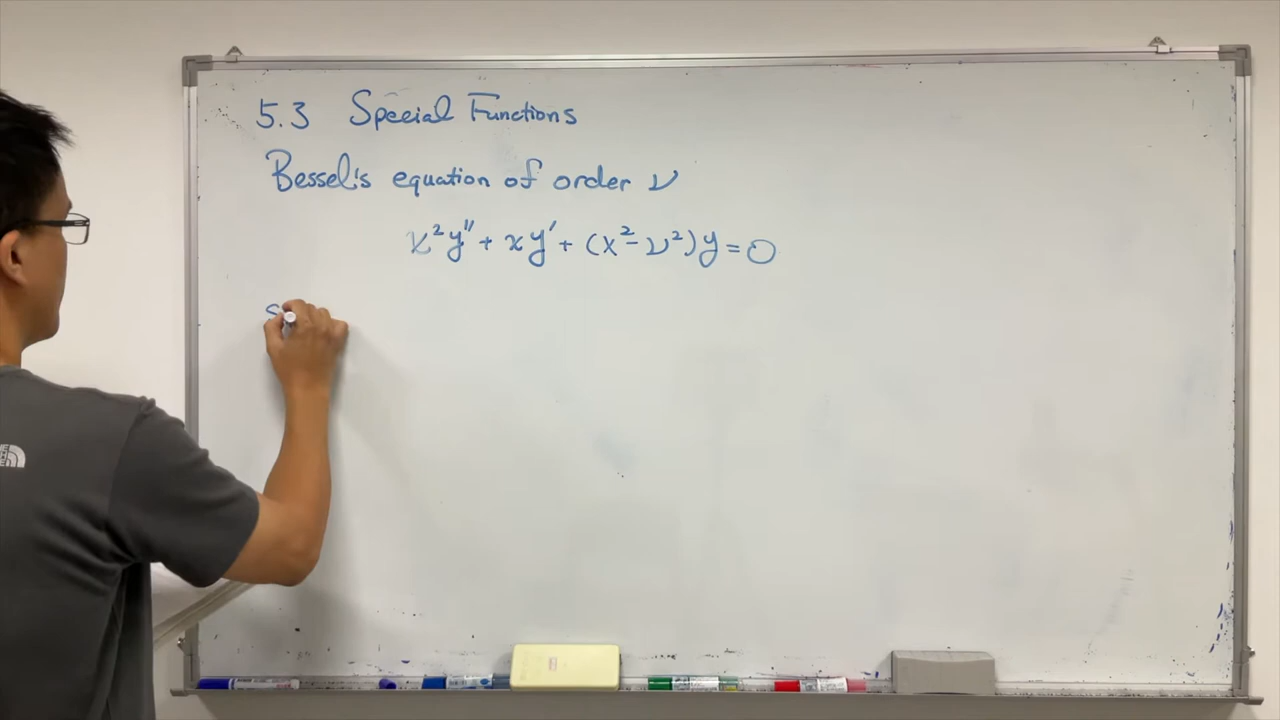 5.3 Special Functions
Bessel's equation of order ν
x²y'' + xy' + (x² - ν²)y = 0
S